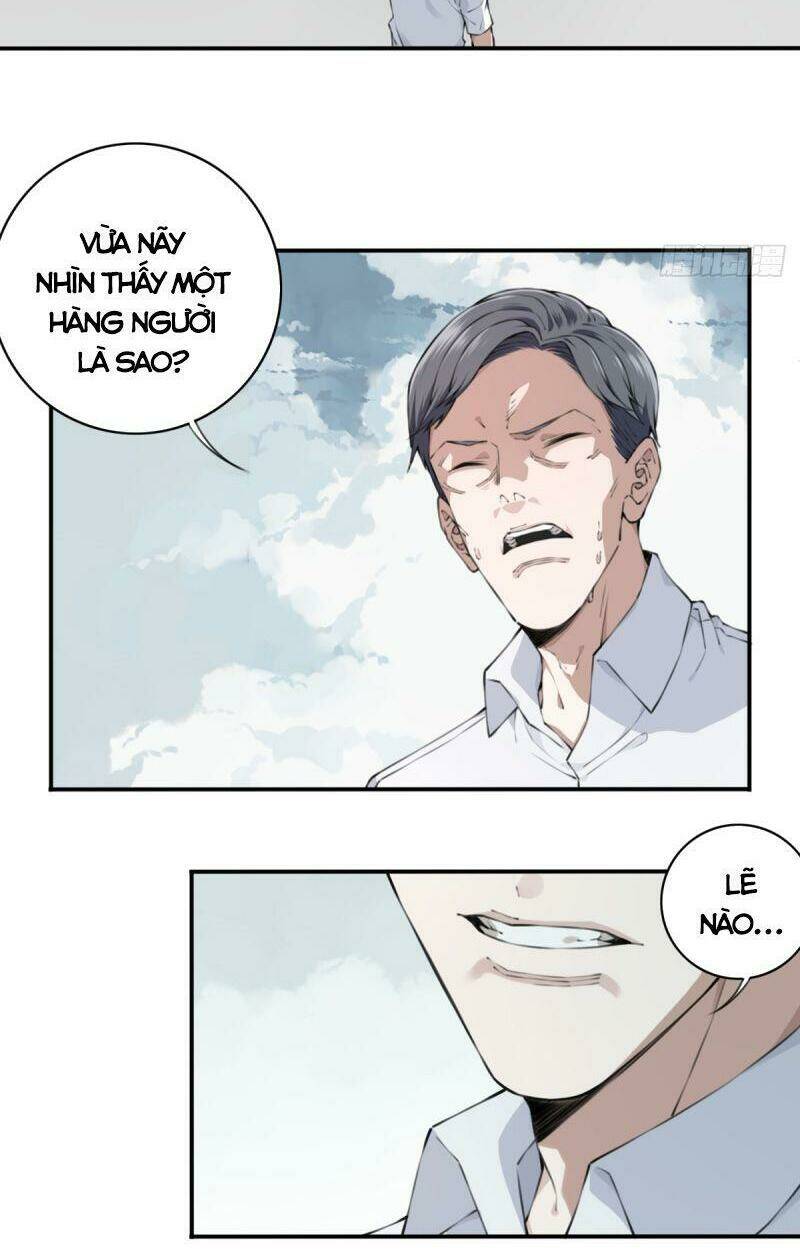 VỪA NÃY
NHÌN THẤY MỘT
HÀNG NGƯỜI
LÀ SAO?
LẼ
NÀO...